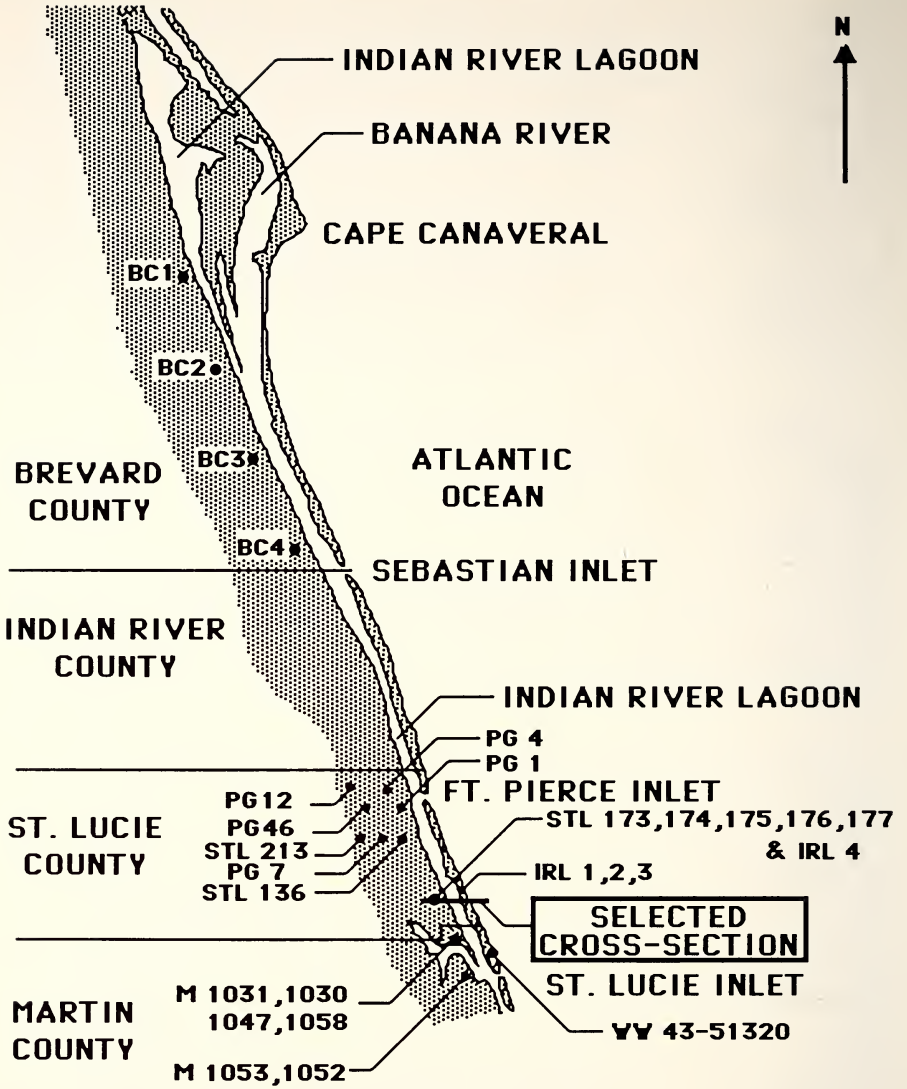 N
INDIAN RIVER LAGOON
BANANA RIVER
CAPE CANAVERAL
BC1
BC2
BC3
BREVARD
COUNTY
ATLANTIC
OCEAN
BC4
SEBASTIAN INLET
INDIAN RIVER
COUNTY
INDIAN RIVER LAGOON
PG 4
PG 1
FT. PIERCE INLET
PG12
PG46
STL 213
PG 7
STL 136
ST. LUCIE
COUNTY
STL 173,174,175,176,177
& IRL 4
IRL 1,2,3
SELECTED
CROSS-SECTION
ST. LUCIE INLET
M 1031,1030
1047,1058
MARTIN
COUNTY
WW 43-51320
M 1053,1052